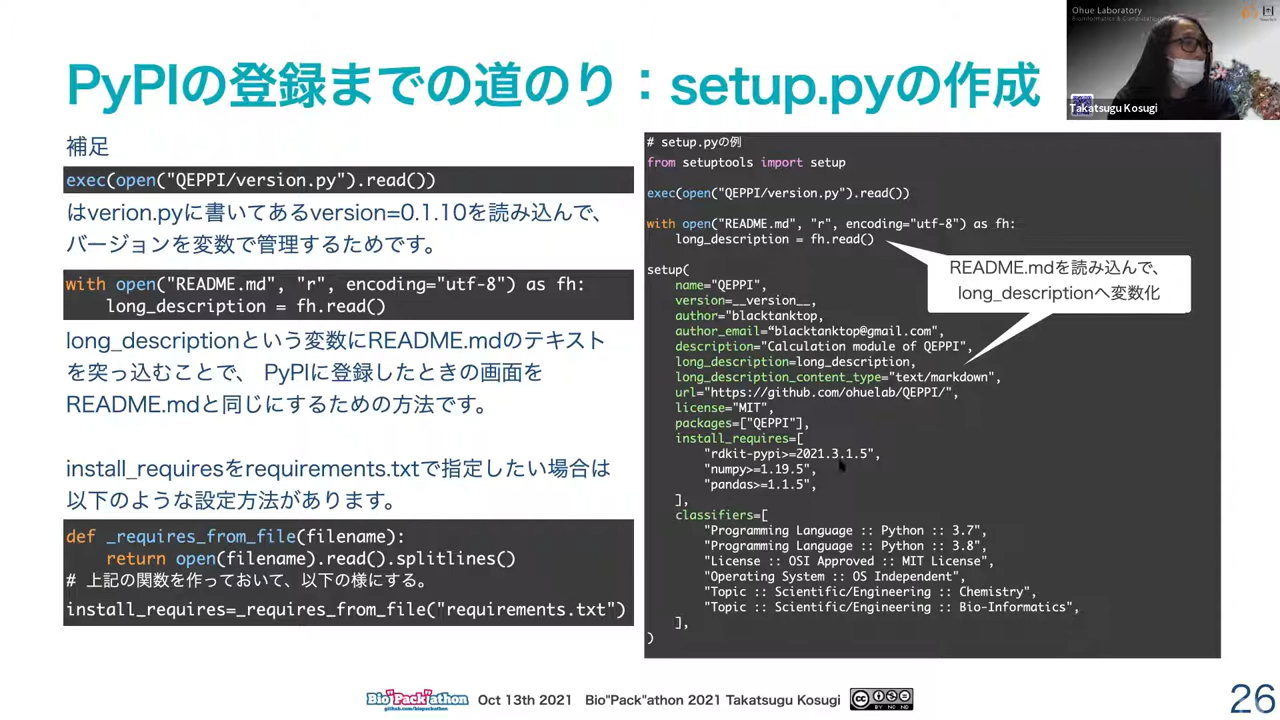 PyPIの登録までの道のり：setup.pyの作成
Ohue Laboratory
Takatsugu Kosugi
補足
exec(open("QEPPI/version.py").read())
はverion.pyに書いてあるversion=0.1.10を読み込んで、
バージョンを変数で管理するためです。
with open("README.md", "r", encoding="utf-8") as fh:
long_description = fh.read()
long_descriptionという変数にREADME.mdのテキスト
を突っ込むことで、 PyPIに登録したときの画面を
README.mdと同じにするための方法です。
install_requiresをrequirements.txtで指定したい場合は
以下のような設定方法があります。
def _requires_from_file(filename):
return open(filename).read().splitlines()
# 上記の関数を作っておいて、以下の様にする。
install_requires=_requires_from_file("requirements.txt")
# setup.pyの例
from setuptools import setup
exec(open("QEPPI/version.py").read())
with open("README.md", "r", encoding="utf-8") as fh:
long_description = fh.read()
README.mdを読み込んで、
long_descriptionへ変数化
setup(
name="QEPPI",
version=__version__,
author="blacktanktop,
author_email=“blacktanktop@gmail.com",
description="Calculation module of QEPPI",
long_description=long_description,
long_description_content_type="text/markdown",
url="https://github.com/ohuelab/QEPPI/",
license="MIT",
packages=["QEPPI"],
install_requires=[
"rdkit-pypi>=2021.3.1.5",
"numpy>=1.19.5",
"pandas>=1.1.5",
],
classifiers=[
"Programming Language :: Python :: 3.7",
"Programming Language :: Python :: 3.8",
"License :: OSI Approved :: MIT License",
"Operating System :: OS Independent",
"Topic :: Scientific/Engineering :: Chemistry",
"Topic :: Scientific/Engineering :: Bio-Informatics",
],
)
Bio"Pack"athon
github.com/biopackathon
Oct 13th 2021 Bio"Pack"athon 2021 Takatsugu Kosugi
cc
BY NC ND
26